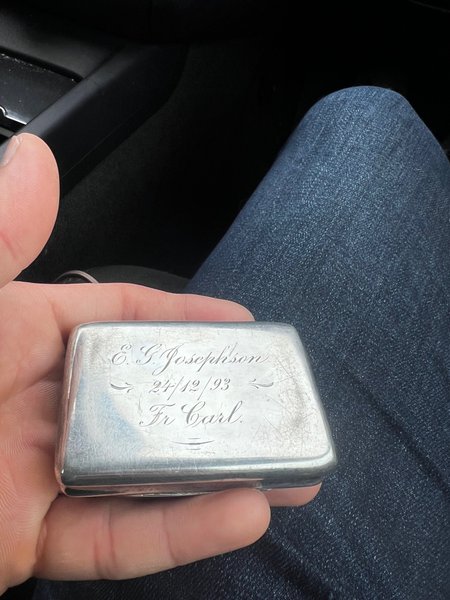 E. G. Josephson
24/12/93
Fr Carl.